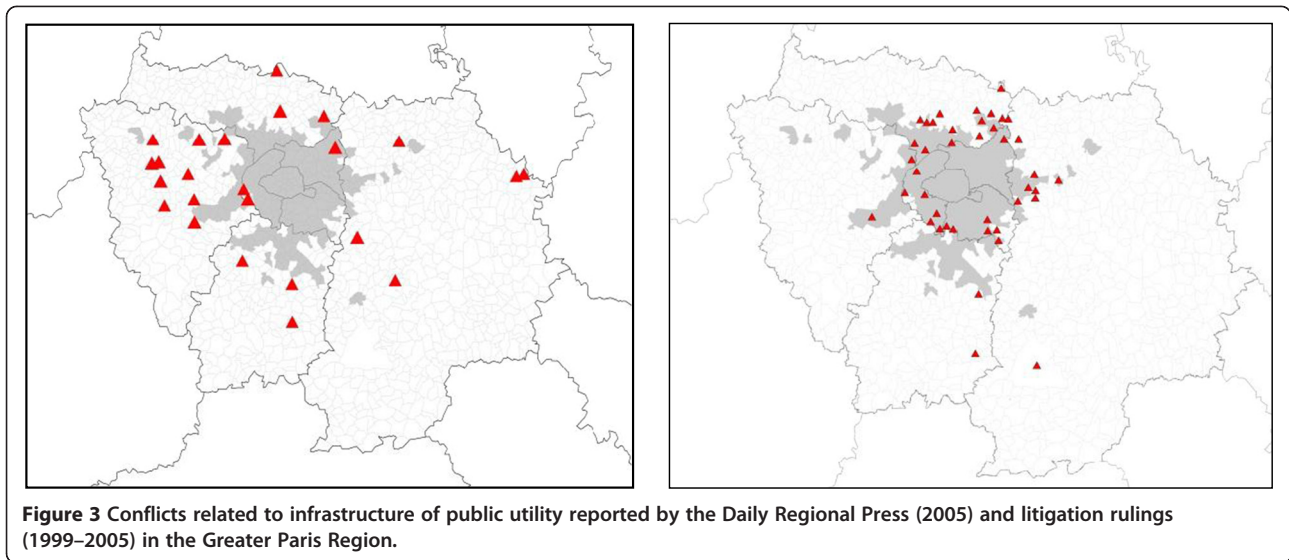 Figure 3 Conflicts related to infrastructure of public utility reported by the Daily Regional Press (2005) and litigation rulings
(1999–2005) in the Greater Paris Region.